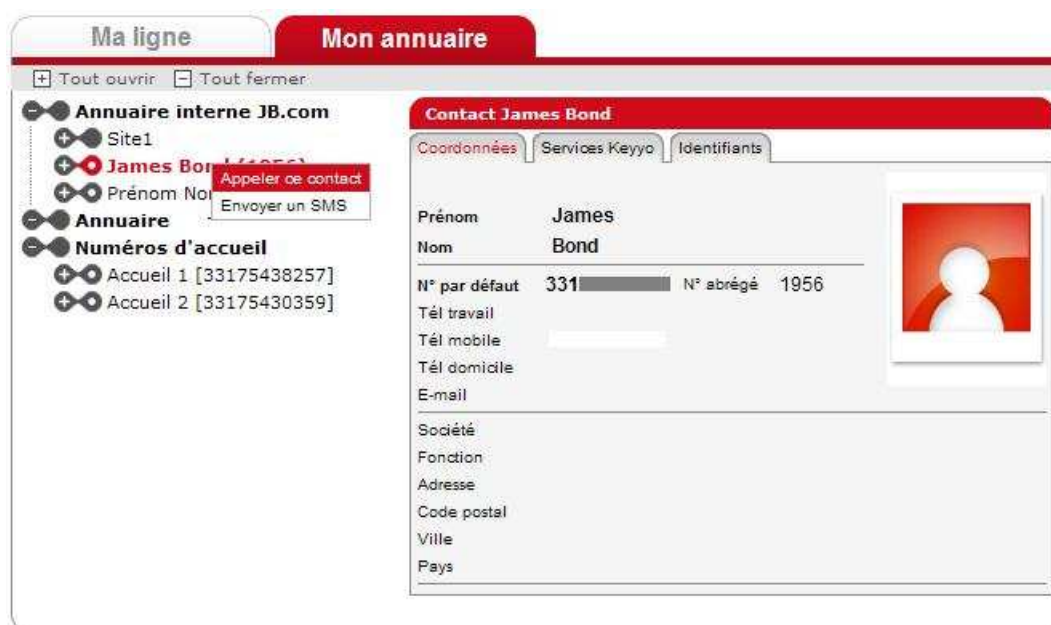 Ma ligne
Mon annuaire
Tout ouvrir Tout fermer
Annuaire interne JB.com
Site1
James Bond (1956)
Appeler ce contact
Prénom
Envoyer un SMS
Annuaire
Numéros d'accueil
Accueil 1 [33175438257]
Accueil 2 [33175430359]
Contact James Bond
Coordonnées Services Keyyo Identifiants
Prénom James
Nom Bond
N° par défaut 331 N° abrégé 1956
Tél travail
Tél mobile
Tél domicile
E-mail
Société
Fonction
Adresse
Code postal
Ville
Pays